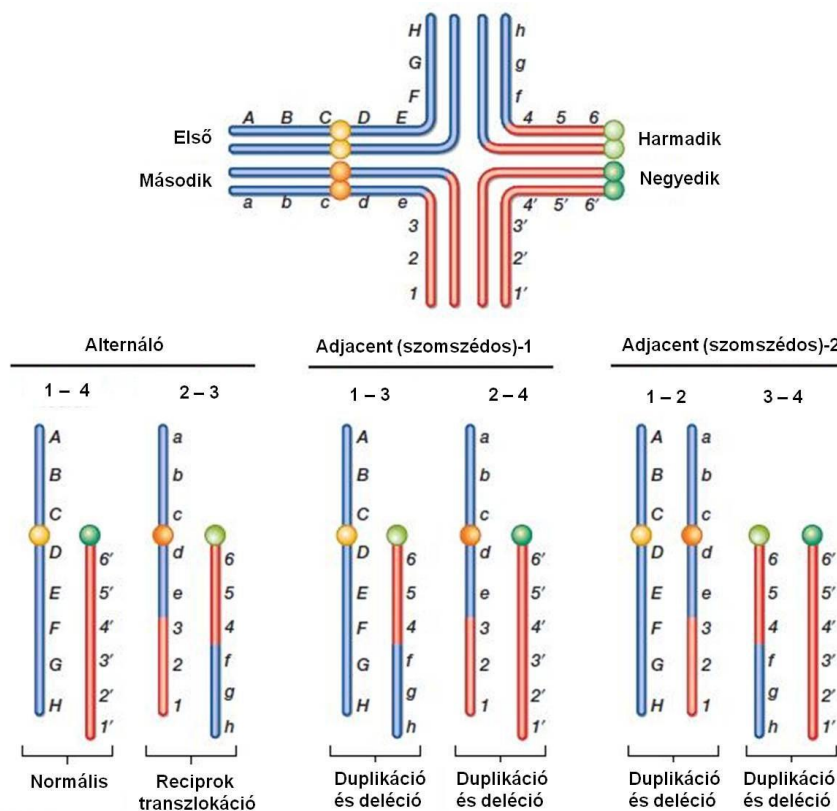 H h
G g
F f
A B C D E 4 5 6
Első Harmadik
Második Negyedik
a b c d e 4' 5' 6'
3 3'
2 2'
1 1'
Alternáló Adjacent (szomszédos)-1 Adjacent (szomszédos)-2
1 – 4 2 – 3 1 – 3 2 – 4 1 – 2 3 – 4
A a A a A a
B b B b B b
C c C c C c
D 6' d 6 D 6 d 6' D d 6 6'
E 5' e 5 E 5 e 5' E e 5 5'
F 4' 3 4 F 4 3 4' F 3 4 4'
G 3' 2 f G f 2 3' G 2 f 3'
H 2' 1 g H g 1 2' H 1 g 2'
1' h h 1' h 1'
Normális Reciprok Duplikáció Duplikáció Duplikáció Duplikáció
transzlokáció és deléció és deléció és deléció és deléció